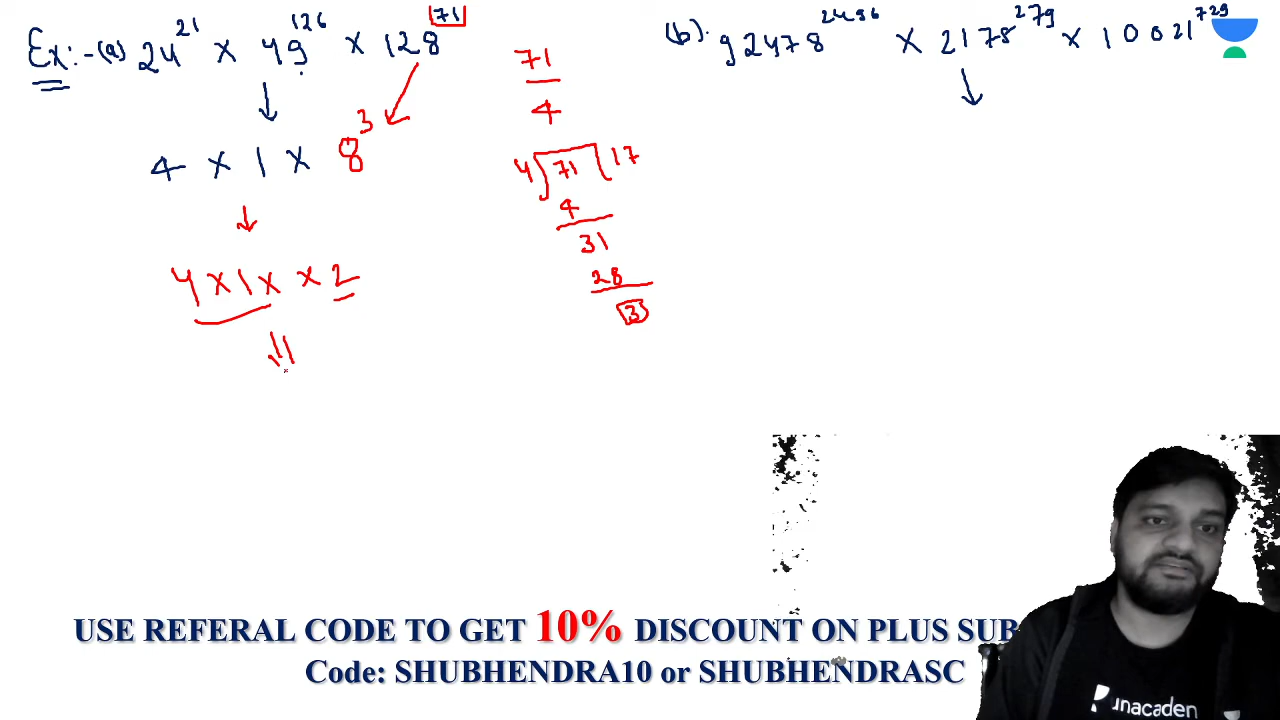 Ex:-(a) 24^21 × 49^126 × 128^71
4 × 1 × 8^3
4 × 1 × × 2
71
4
4 71 17
4
31
28
3
(b). 92478^2496 × 2178^279 × 10021^729
USE REFERAL CODE TO GET 10% DISCOUNT ON PLUS SUB
Code: SHUBHENDRA10 or SHUBHENDRASC
unacaden